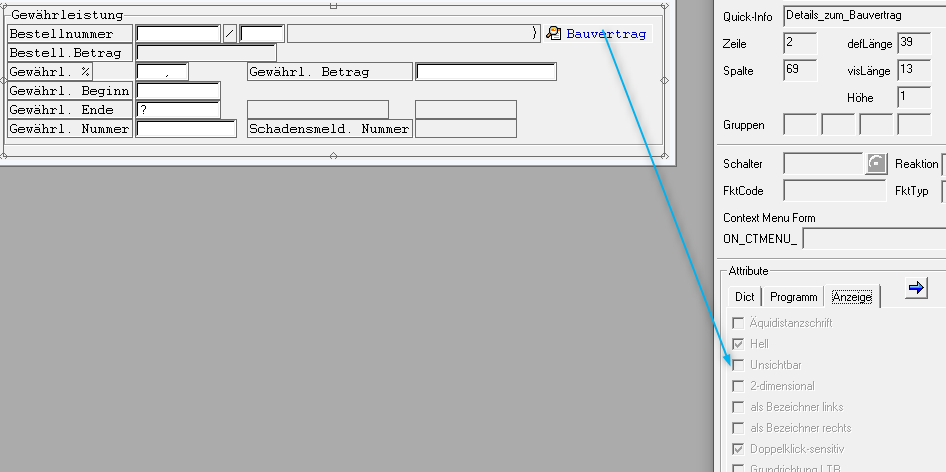 Gewährleistung
Bestellnummer / } Bauvertrag
Bestell.Betrag
Gewährl. % , Gewährl. Betrag
Gewährl. Beginn
Gewährl. Ende ?
Gewährl. Nummer Schadensmeld. Nummer
Quick-Info Details_zum_Bauvertrag
Zeile 2 defLänge 39
Spalte 69 visLänge 13
Höhe 1
Gruppen
Schalter Reaktion
FktCode FktTyp
Context Menu Form
ON_CTMENU_
Attribute
Dict Programm Anzeige
Äquidistanzschrift
Hell
Unsichtbar
2-dimensional
als Bezeichner links
als Bezeichner rechts
Doppelklick-sensitiv
Grundrichtung LTR